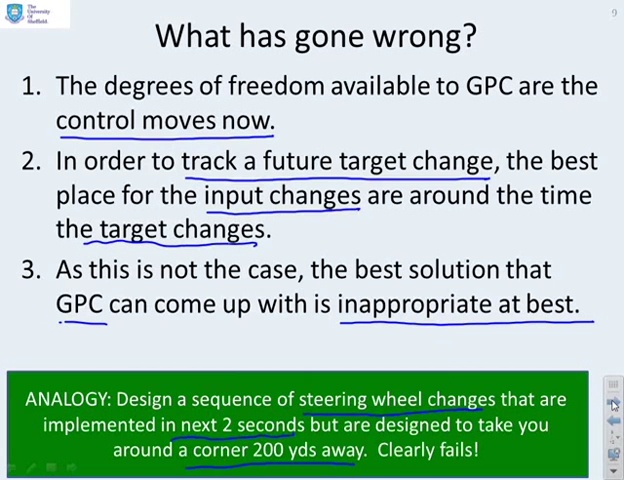 The
University
Of
Sheffield.
9
What has gone wrong?
1. The degrees of freedom available to GPC are the
control moves now.
2. In order to track a future target change, the best
place for the input changes are around the time
the target changes.
3. As this is not the case, the best solution that
GPC can come up with is inappropriate at best.
ANALOGY: Design a sequence of steering wheel changes that are
implemented in next 2 seconds but are designed to take you
around a corner 200 yds away. Clearly fails!